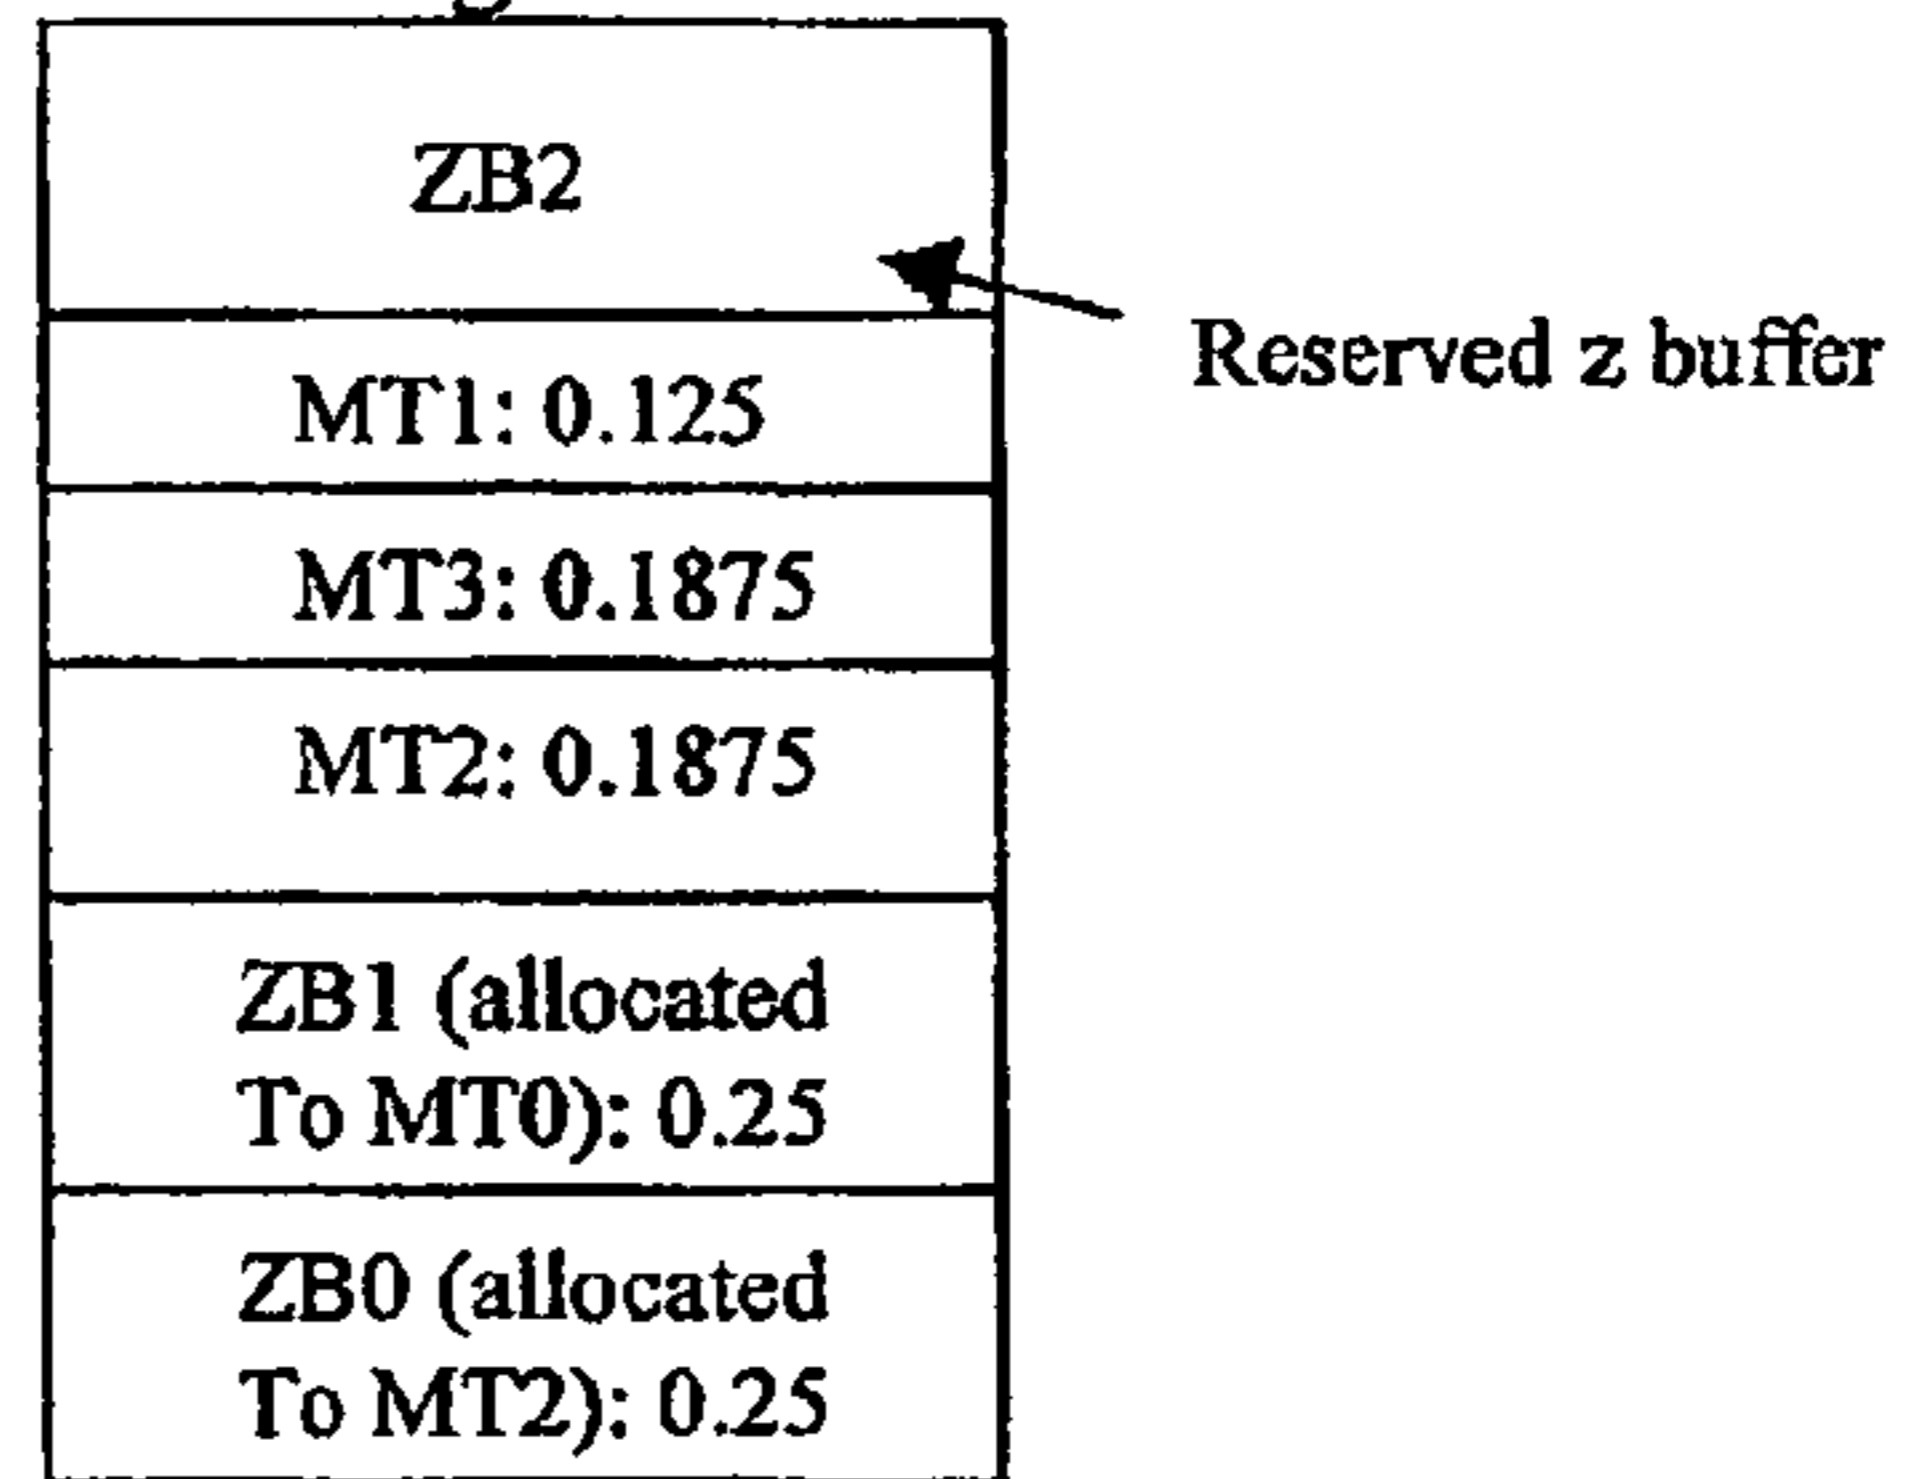 ZB2
Reserved z buffer
MT1: 0.125
MT3: 0.1875
MT2: 0.1875
ZB1 (allocated
To MT0): 0.25
ZB0 (allocated
To MT2): 0.25